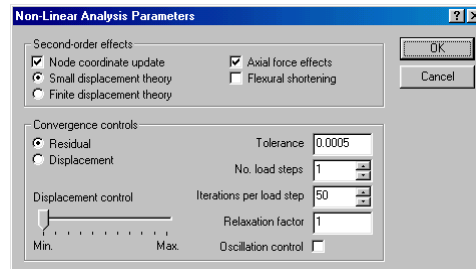 Non-Linear Analysis Parameters
Second-order effects
Node coordinate update
Axial force effects
Small displacement theory
Flexural shortening
Finite displacement theory
OK
Cancel
Convergence controls
Residual
Displacement
Tolerance 0.0005
No. load steps 1
Displacement control
Iterations per load step 50
Relaxation factor 1
Min. Max.
Oscillation control